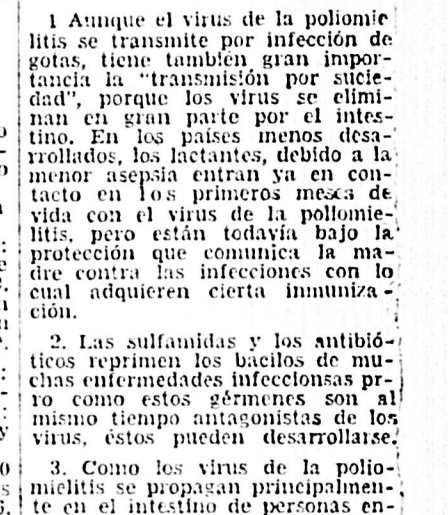 1 Aunque el virus de la poliomie
litis se transmite por infección de
gotas, tiene también gran impor-
tancia la "transmisión por sucie-
dad", porque los virus se elimi-
nan en gran parte por el intes-
tino. En los países menos desa-
rrollados, los lactantes, debido a la
menor asepsia entran ya en con-
tacto en los primeros meses de
vida con el virus de la poliomie-
litis, pero están todavía bajo la
protección que comunica la ma-
dre contra las infecciones con lo
cual adquieren cierta inmuniza-
ción.
2. Las sulfamidas y los antibió-
ticos reprimen los bacilos de mu-
chas enfermedades infecciosas pr-
ro como estos gérmenes son al
mismo tiempo antagonistas de los
virus, éstos pueden desarrollarse.
3. Como los virus de la polio-
mielitis se propagan principalmen-
te en el intestino de personas en-